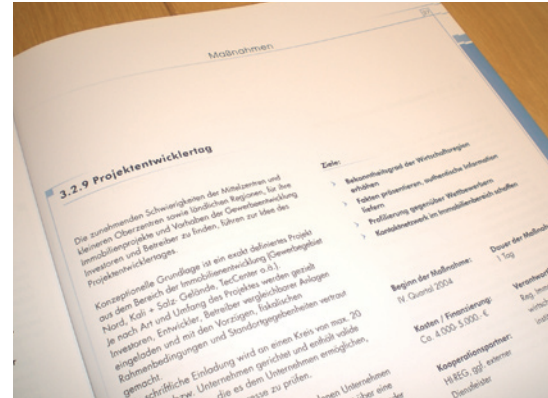 Maßnahmen
3.2.9 Projektentwicklertag
Die zunehmenden Schwierigkeiten der Mittelzentren und
kleineren Oberzentren sowie ländlichen Regionen, für ihre
Immobilienprojekte und Vorhaben der Gewerbeentwicklung
Investoren und Betreiber zu finden, führen zur Idee des
Projektentwicklertages.
Konzeptionelle Grundlage ist ein exakt definiertes Projekt
aus dem Bereich der Immobilienentwicklung (Gewerbegebiet
Nord, Kali + Salz- Gelände, TecCenter o.ä.).
Je nach Art und Umfang des Projektes werden gezielt
Investoren, Entwickler, Betreiber vergleichbarer Anlagen
eingeladen und mit den Vorzügen, fiskalischen
Rahmenbedingungen und Standortgegebenheiten vertraut
gemacht.
schriftliche Einladung wird an einen Kreis von max. 20
bzw. Unternehmen gerichtet und enthält valide
die es dem Unternehmen ermöglichen,
zu prüfen.
Unternehmen
über eine
Ziele:
Bekanntheitsgrad der Wirtschaftsregion
erhöhen
Fakten präsentieren, authentische Information
liefern
Profilierung gegenüber Wettbewerbern
Kontaktnetzwerk im Immobilienbereich schaffen
Beginn der Maßnahme:
IV. Quartal 2004
Dauer der Maßnahme
1 Tag
Kosten / Finanzierung:
Ca. 4.000-5.000.- €
Kooperationspartner:
HI-REG, ggf. externer
Dienstleister